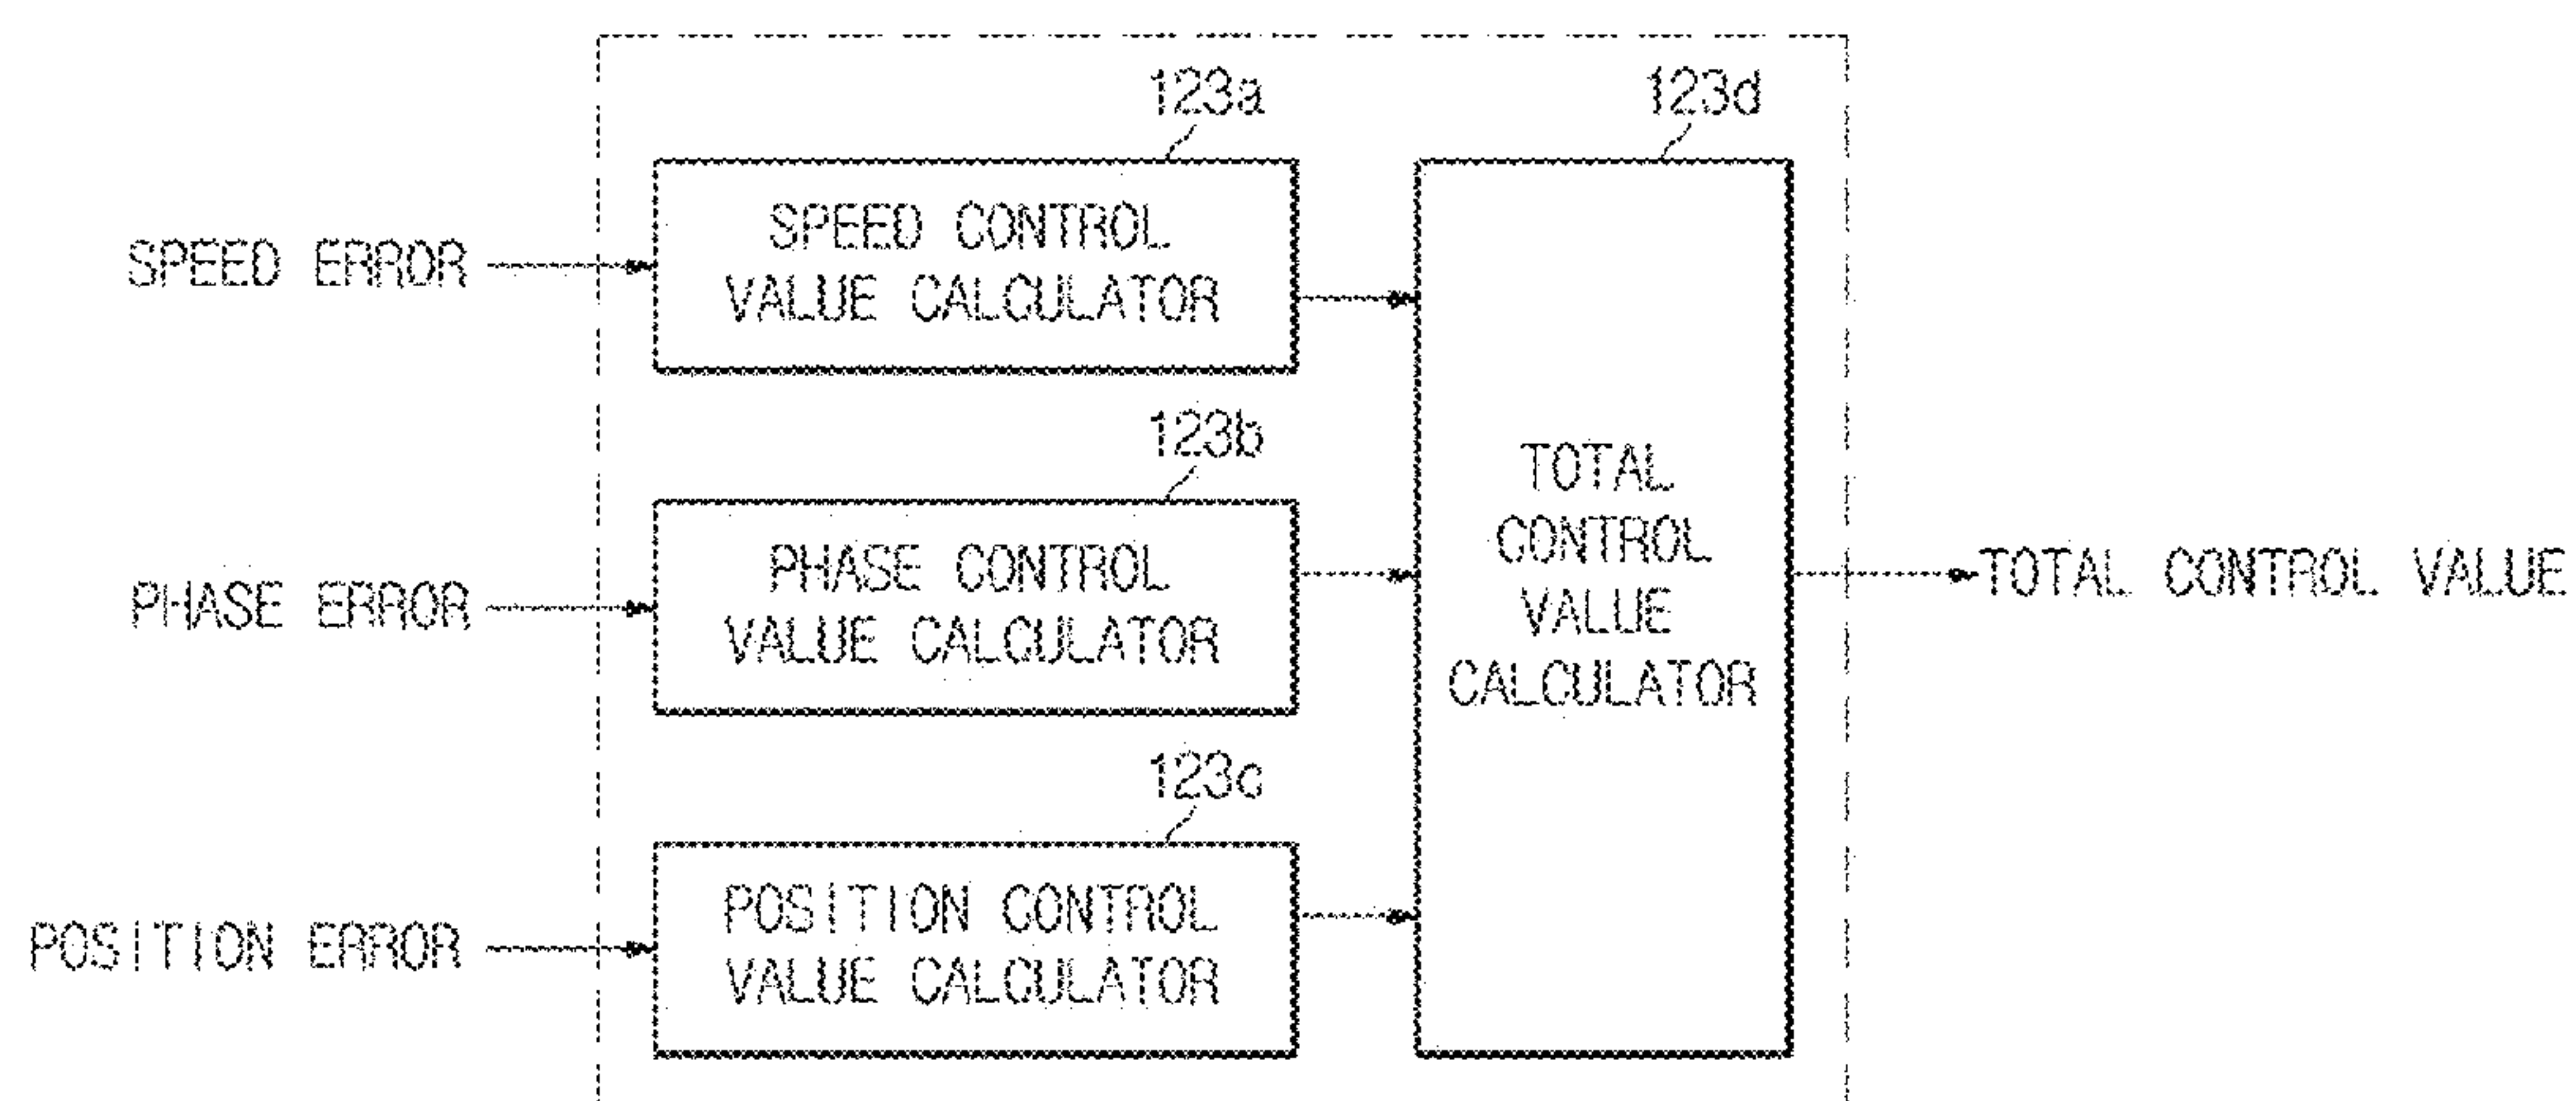 123a
123d
SPEED ERROR
SPEED CONTROL
VALUE CALCULATOR
123b
PHASE ERROR
PHASE CONTROL
VALUE CALCULATOR
TOTAL
CONTROL
VALUE
CALCULATOR
TOTAL CONTROL VALUE
123c
POSITION ERROR
POSITION CONTROL
VALUE CALCULATOR